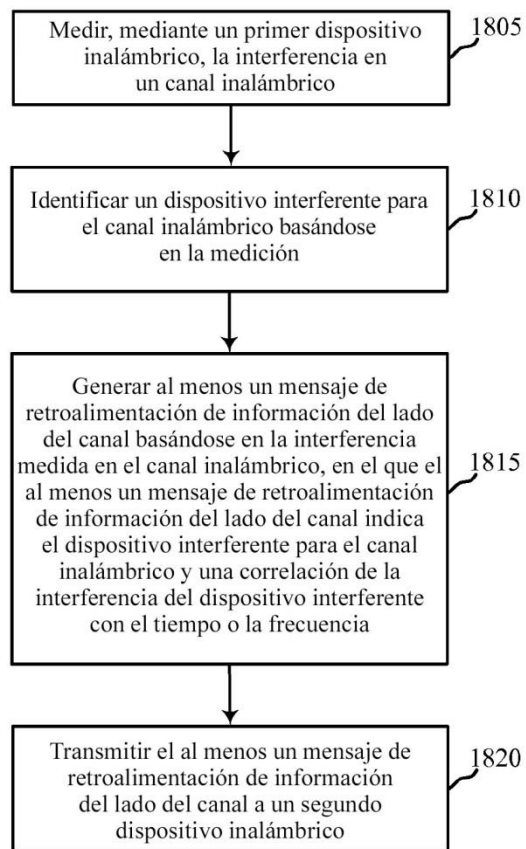 Medir, mediante un primer dispositivo
inalámbrico, la interferencia en
un canal inalámbrico
1805
Identificar un dispositivo interferente para
el canal inalámbrico basándose
en la medición
1810
Generar al menos un mensaje de
retroalimentación de información del lado
del canal basándose en la interferencia
medida en el canal inalámbrico, en el que el
al menos un mensaje de retroalimentación
de información del lado del canal indica
el dispositivo interferente para el canal
inalámbrico y una correlación de la
interferencia del dispositivo interferente
con el tiempo o la frecuencia
1815
Transmitir el al menos un mensaje de
retroalimentación de información
del lado del canal a un segundo
dispositivo inalámbrico
1820